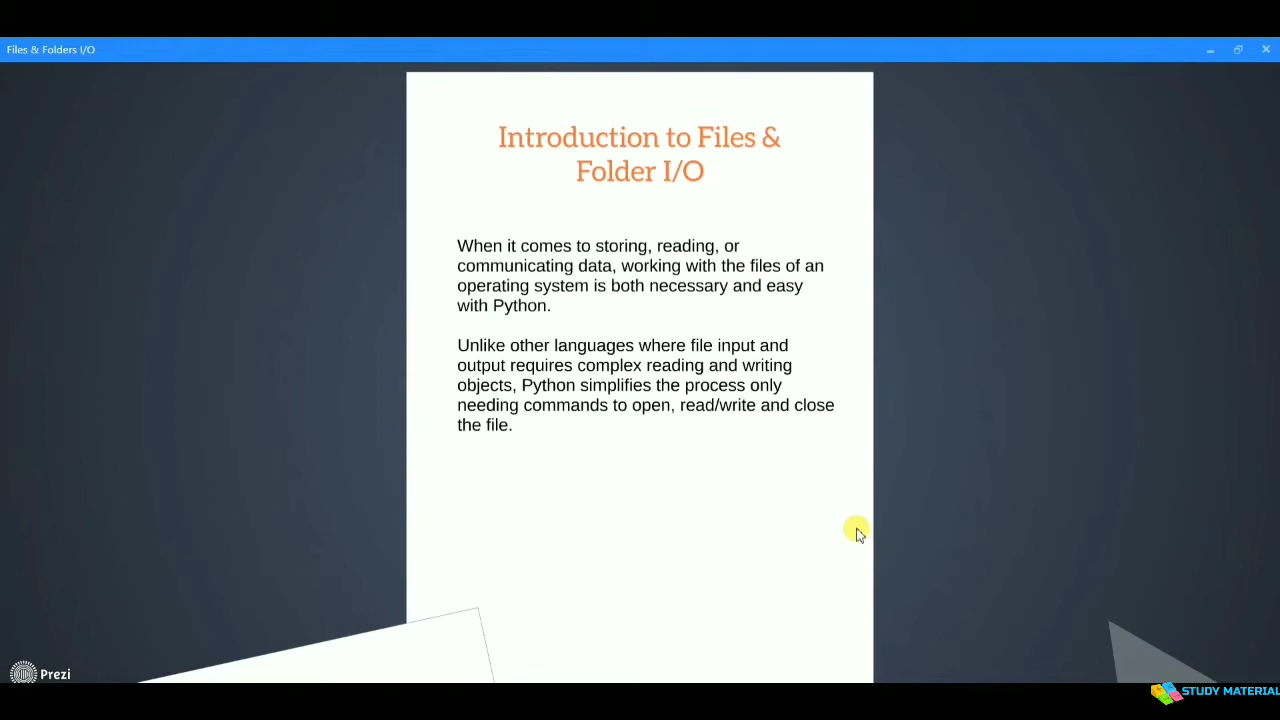 Files & Folders I/O
Introduction to Files &
Folder I/O
When it comes to storing, reading, or
communicating data, working with the files of an
operating system is both necessary and easy
with Python.
Unlike other languages where file input and
output requires complex reading and writing
objects, Python simplifies the process only
needing commands to open, read/write and close
the file.
Prezi
STUDY MATERIAL